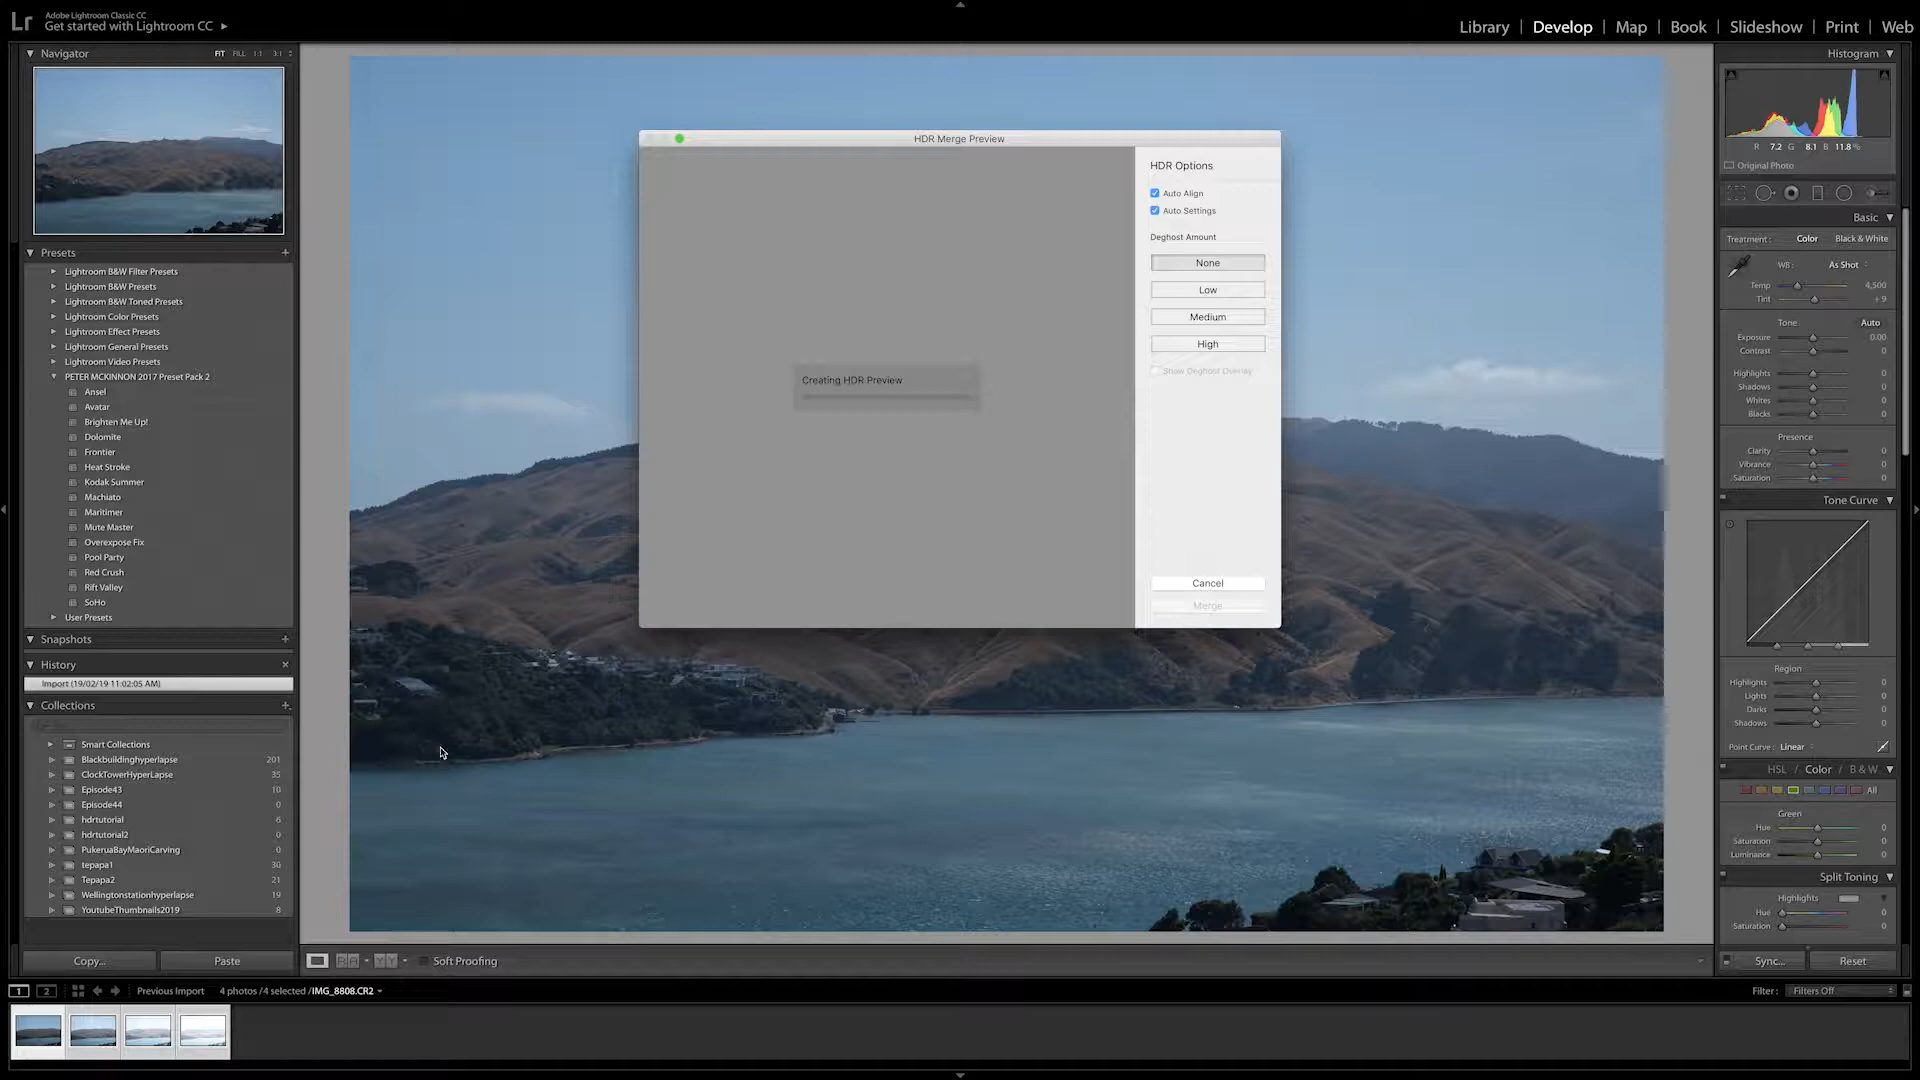 Lr
Adobe Lightroom Classic CC
Get started with Lightroom CC
Library | Develop | Map | Book | Slideshow | Print | Web
Navigator FIT FILL 1:1 3:1
Presets +
Lightroom B&W Filter Presets
Lightroom B&W Presets
Lightroom B&W Toned Presets
Lightroom Color Presets
Lightroom Effect Presets
Lightroom General Presets
Lightroom Video Presets
PETER MCKINNON 2017 Preset Pack 2
Ansel
Avatar
Brighten Me Up!
Dolomite
Frontier
Heat Stroke
Kodak Summer
Machiato
Maritimer
Mute Master
Overexpose Fix
Pool Party
Red Crush
Rift Valley
SoHo
User Presets
Snapshots +
History ×
Import (19/02/19 11:02:05 AM)
Collections +
Smart Collections
Blackbuildinghyperlapse 201
ClockTowerHyperLapse 35
Episode43 10
Episode44 0
hdrtutorial 6
hdrtutorial2 0
PukeruaBayMaoriCarving 0
tepapa1 30
Tepapa2 21
Wellingtonstationhyperlapse 19
YoutubeThumbnails2019 8
Copy... Paste
HDR Merge Preview
Creating HDR Preview
HDR Options
Auto Align
Auto Settings
Deghost Amount
None
Low
Medium
High
Show Deghost Overlay
Cancel
Merge
Histogram
R 7.2 G 8.1 B 11.8 %
Original Photo
Basic
Treatment : Color Black & White
WB : As Shot
Temp 4,500
Tint + 9
Tone Auto
Exposure 0.00
Contrast 0
Highlights 0
Shadows 0
Whites 0
Blacks 0
Presence
Clarity 0
Vibrance 0
Saturation 0
Tone Curve
Region
Highlights 0
Lights 0
Darks 0
Shadows 0
Point Curve : Linear
HSL / Color / B & W
All
Green
Hue 0
Saturation 0
Luminance 0
Split Toning
Highlights
Hue 0
Saturation 0
Sync... Reset
Soft Proofing
1 2 Previous Import 4 photos /4 selected /IMG_8808.CR2
Filter : Filters Off